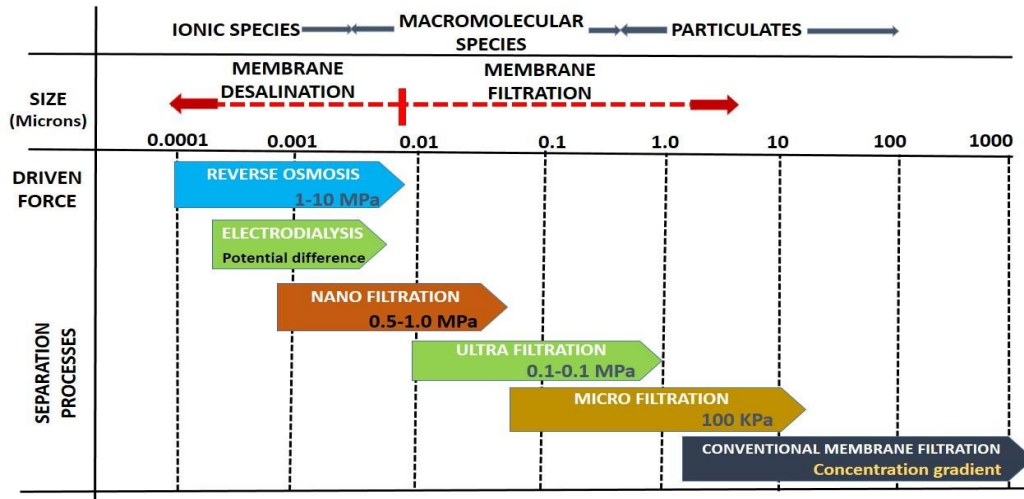 IONIC SPECIES
MACROMOLECULAR
SPECIES
PARTICULATES
SIZE
(Microns)
MEMBRANE
DESALINATION
MEMBRANE
FILTRATION
0.0001 0.001 0.01 0.1 1.0 10 100 1000
DRIVEN
FORCE
REVERSE OSMOSIS
1-10 MPa
ELECTRODIALYSIS
Potential difference
SEPARATION
PROCESSES
NANO FILTRATION
0.5-1.0 MPa
ULTRA FILTRATION
0.1-0.1 MPa
MICRO FILTRATION
100 KPa
CONVENTIONAL MEMBRANE FILTRATION
Concentration gradient